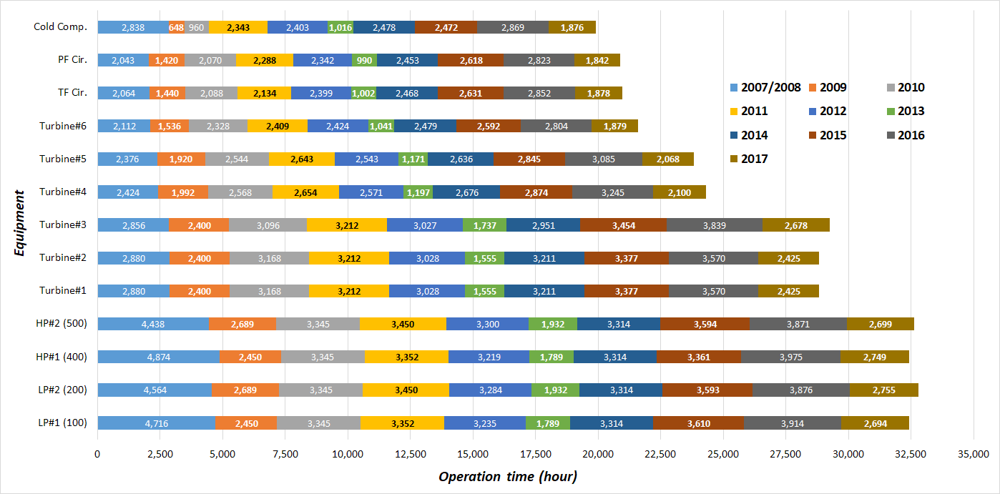 Cold Comp. 2,838 648 960 2,343 2,403 1,016 2,478 2,472 2,869 1,876
PF Cir. 2,043 1,420 2,070 2,288 2,342 990 2,453 2,618 2,823 1,842
TF Cir. 2,064 1,440 2,088 2,134 2,399 1,002 2,468 2,631 2,852 1,878
Turbine#6 2,112 1,536 2,328 2,409 2,424 1,041 2,479 2,592 2,804 1,879
Turbine#5 2,376 1,920 2,544 2,643 2,543 1,171 2,636 2,845 3,085 2,068
Turbine#4 2,424 1,992 2,568 2,654 2,571 1,197 2,676 2,874 3,245 2,100
Turbine#3 2,856 2,400 3,096 3,212 3,027 1,737 2,951 3,454 3,839 2,678
Turbine#2 2,880 2,400 3,168 3,212 3,028 1,555 3,211 3,377 3,570 2,425
Turbine#1 2,880 2,400 3,168 3,212 3,028 1,555 3,211 3,377 3,570 2,425
HP#2 (500) 4,438 2,689 3,345 3,450 3,300 1,932 3,314 3,594 3,871 2,699
HP#1 (400) 4,874 2,450 3,345 3,352 3,219 1,789 3,314 3,361 3,975 2,749
LP#2 (200) 4,564 2,689 3,345 3,450 3,284 1,932 3,314 3,593 3,876 2,755
LP#1 (100) 4,716 2,450 3,345 3,352 3,235 1,789 3,314 3,610 3,914 2,694
0 2,500 5,000 7,500 10,000 12,500 15,000 17,500 20,000 22,500 25,000 27,500 30,000 32,500 35,000
Operation time (hour)
Equipment
2007/2008 2009 2010
2011 2012 2013
2014 2015 2016
2017